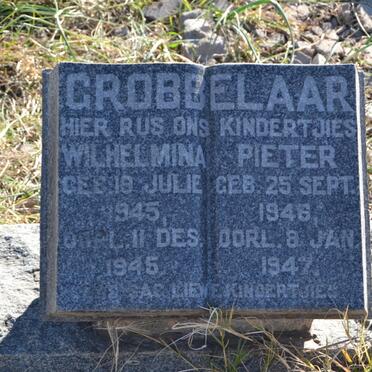 GROBBELAAR
HIER RUS ONS KINDERTJIES
WILHELMINA PIETER
GEB 19 JULIE GEB. 25 SEPT.
1945, 1946,
OORL. 11 DES. OORL. 8 JAN.
1945. 1947.
LIEWE KINDERTJIES